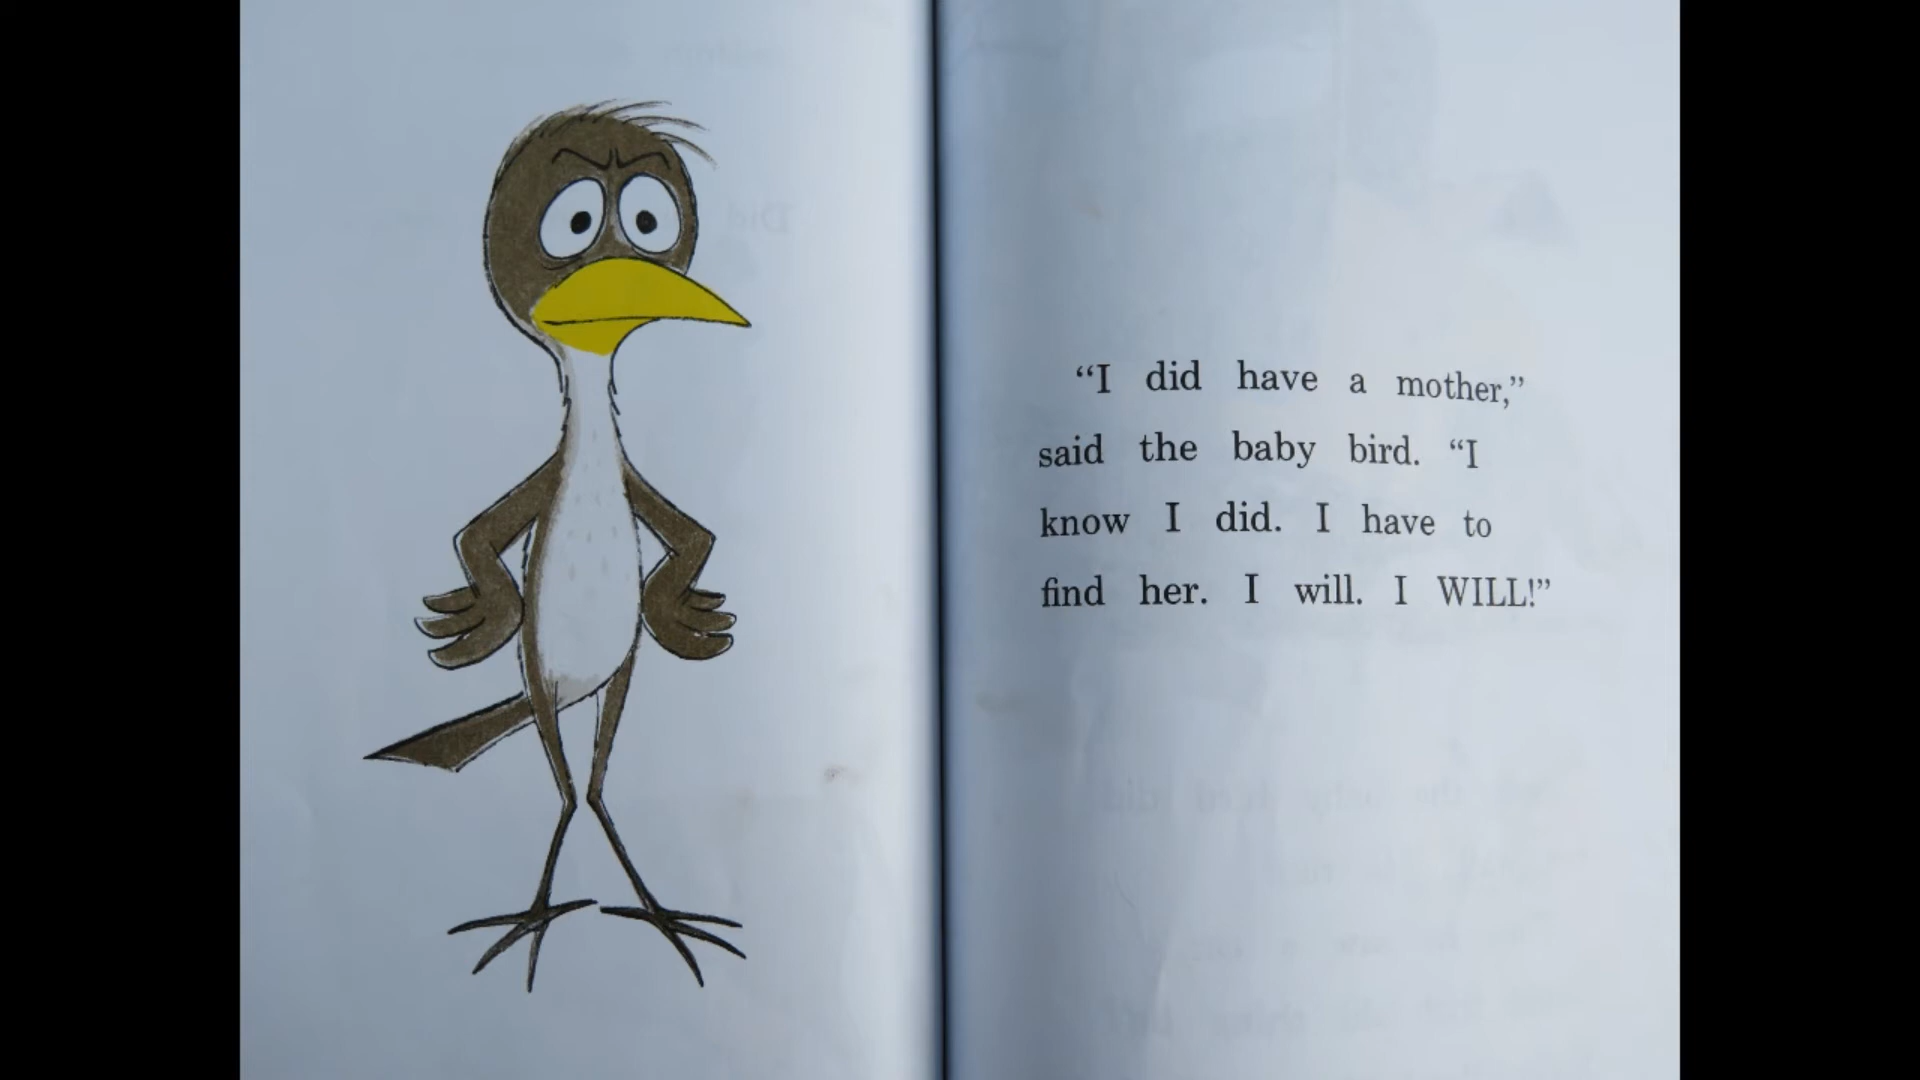 “I did have a mother,”
said the baby bird. “I
know I did. I have to
find her. I will. I WILL!”